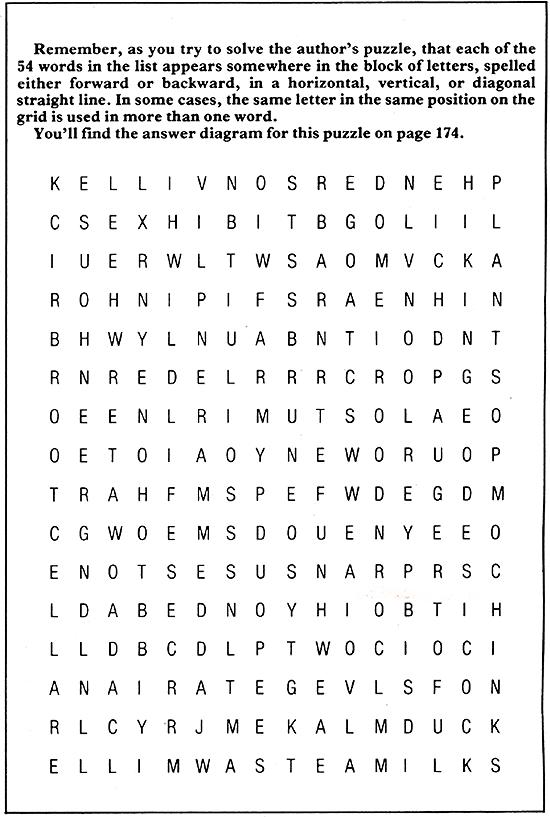 Remember, as you try to solve the author's puzzle, that each of the
54 words in the list appears somewhere in the block of letters, spelled
either forward or backward, in a horizontal, vertical, or diagonal
straight line. In some cases, the same letter in the same position on the
grid is used in more than one word.
You'll find the answer diagram for this puzzle on page 174.
K E L L I V N O S R E D N E H P
C S E X H I B I T B G O L I I L
I U E R W L T W S A O M V C K A
R O H N I P I F S R A E N H I N
B H W Y L N U A B N T I O D N T
R N R E D E L R R R C R O P G S
O E E N L R I M U T S O L A E O
O E T O I A O Y N E W O R U O P
T R A H F M S P E F W D E G D M
C G W O E M S D O U E N Y E E O
E N O T S E S U S N A R P R S C
L D A B E D N O Y H I O B T I H
L L D B C D L P T W O C I O C I
A N A I R A T E G E V L S F O N
R L C Y R J M E K A L M D U C K
E L L I M W A S T E A M I L K S